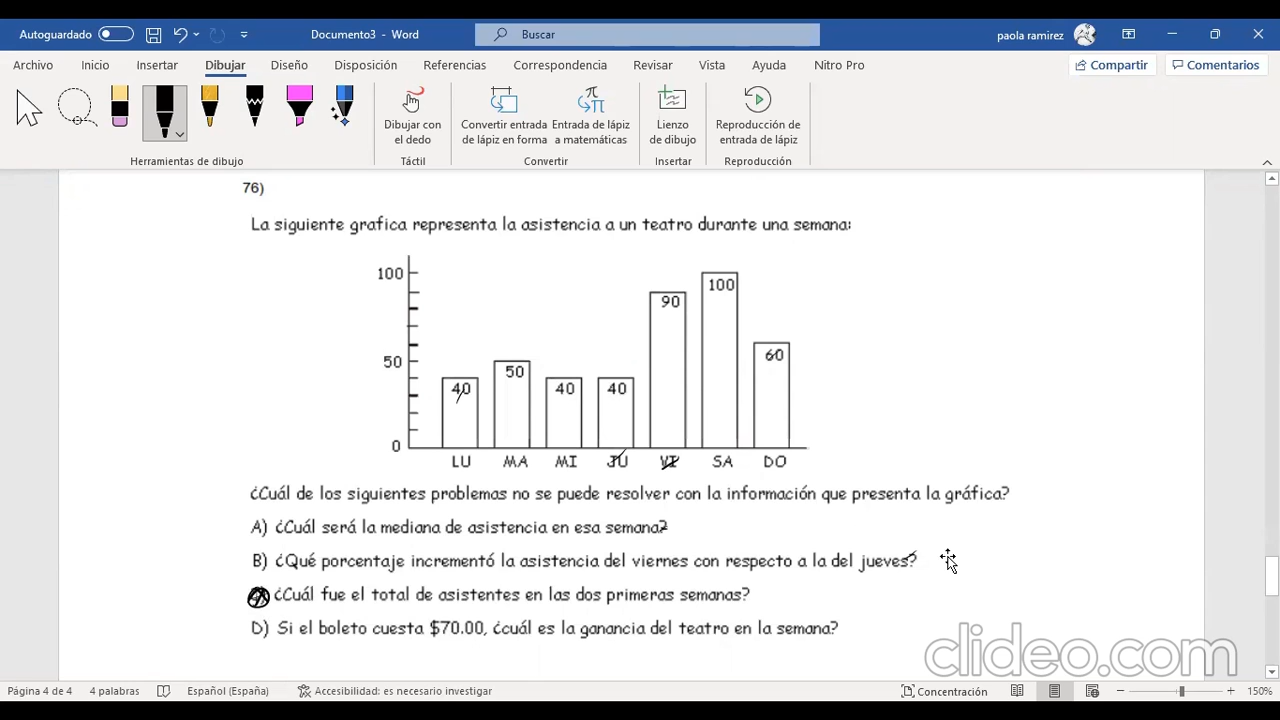 Autoguardado
Documento3 - Word
Buscar
paola ramirez
Archivo Inicio Insertar Dibujar Diseño Disposición Referencias Correspondencia Revisar Vista Ayuda Nitro Pro
Compartir Comentarios
Dibujar con el dedo
Convertir entrada de lápiz en forma
Entrada de lápiz a matemáticas
Lienzo de dibujo
Reproducción de entrada de lápiz
Herramientas de dibujo Táctil Convertir Insertar Reproducción
76)
La siguiente grafica representa la asistencia a un teatro durante una semana:
100
50
0
40 50 40 40 90 100 60
LU MA MI JU VI SA DO
¿Cuál de los siguientes problemas no se puede resolver con la información que presenta la gráfica?
A) ¿Cuál será la mediana de asistencia en esa semana?
B) ¿Qué porcentaje incrementó la asistencia del viernes con respecto a la del jueves?
¿Cuál fue el total de asistentes en las dos primeras semanas?
D) Si el boleto cuesta $70.00, ¿cuál es la ganancia del teatro en la semana?
clideo.com
Página 4 de 4 4 palabras Español (España) Accesibilidad: es necesario investigar Concentración 150%